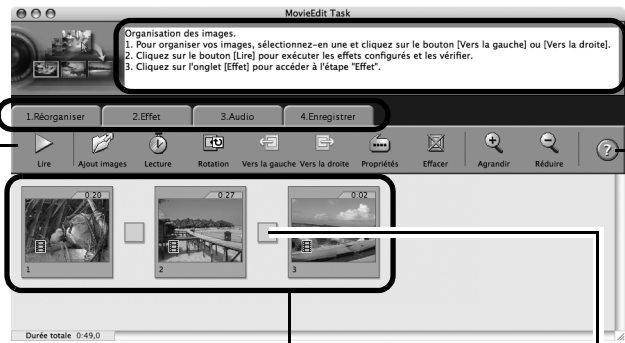 MovieEdit Task
Organisation des images.
1. Pour organiser vos images, sélectionnez-en une et cliquez sur le bouton [Vers la gauche] ou [Vers la droite].
2. Cliquez sur le bouton [Lire] pour exécuter les effets configurés et les vérifier.
3. Cliquez sur l'onglet [Effet] pour accéder à l'étape "Effet".
1.Réorganiser 2.Effet 3.Audio 4.Enregistrer
Lire Ajout images Lecture Rotation Vers la gauche Vers la droite Propriétés Effacer Agrandir Réduire ?
0:20 0:27 0:02
1 2 3
Durée totale 0:49,0